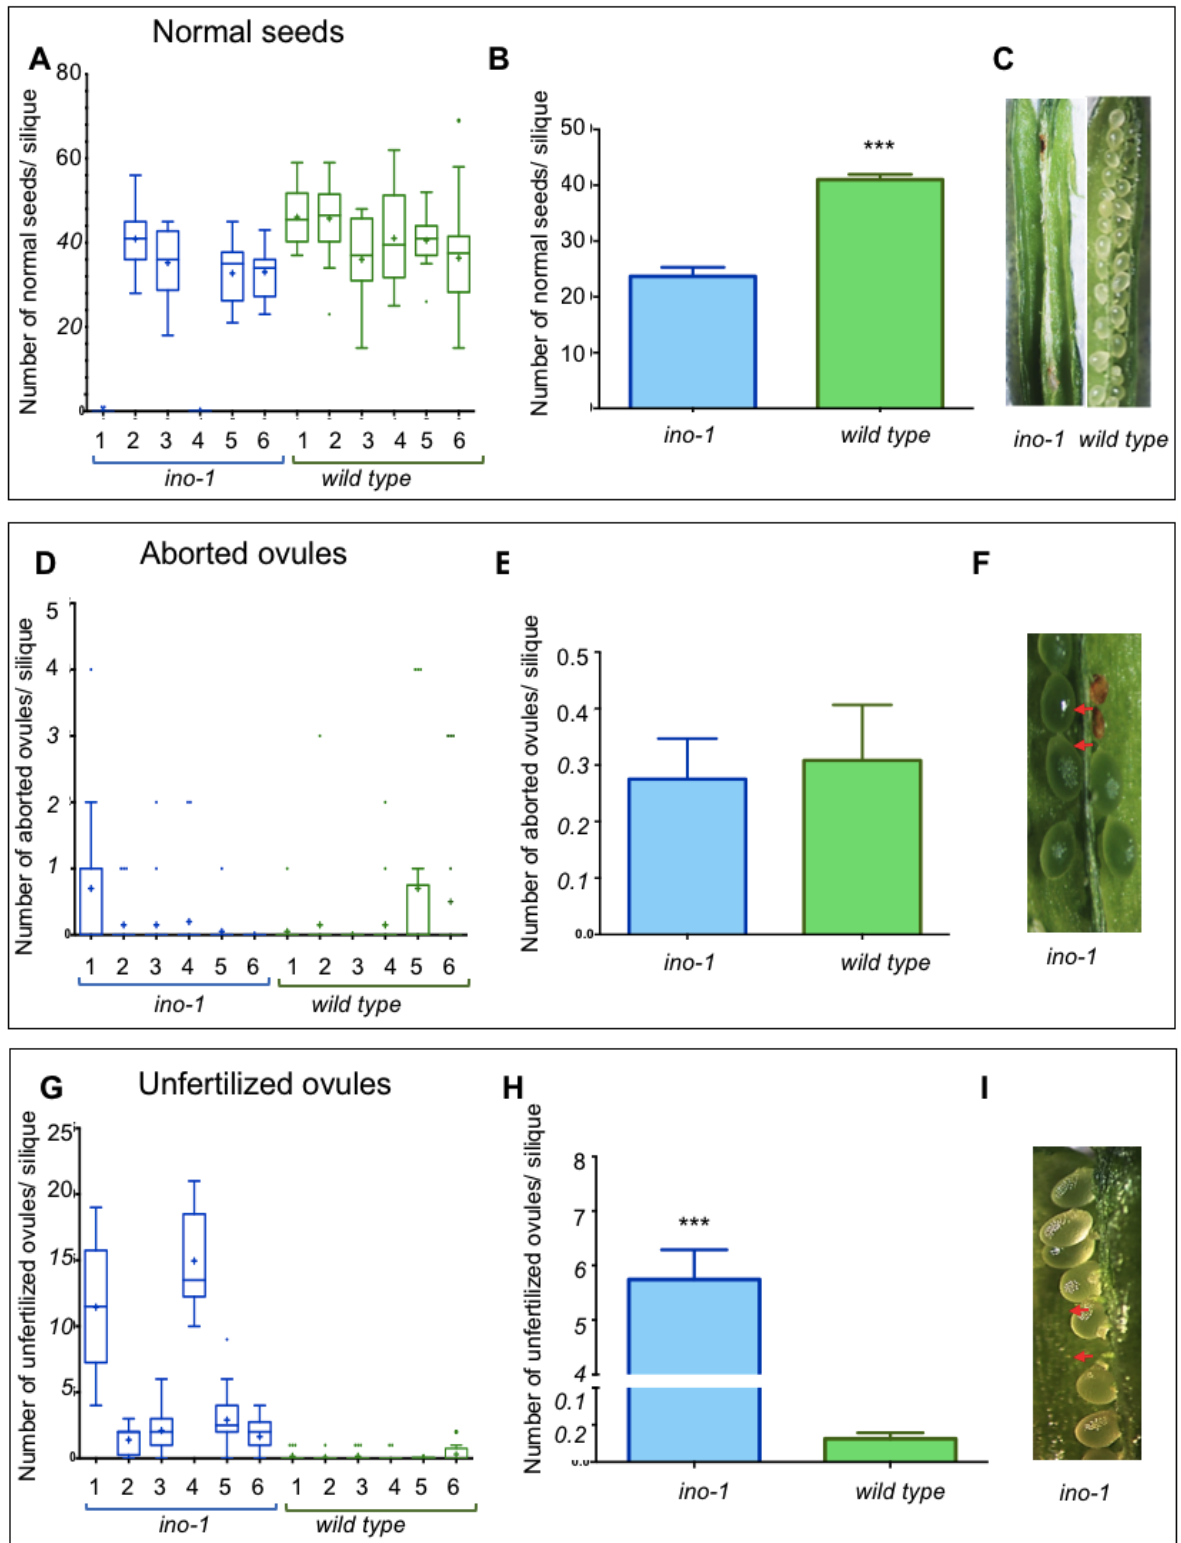 Normal seeds
A
B
C
Number of normal seeds/ silique
80
60
40
20
0
1 2 3 4 5 6 1 2 3 4 5 6
ino-1 wild type
Number of normal seeds/ silique
50
40
30
20
10
***
ino-1 wild type
ino-1 wild type
Aborted ovules
D
E
F
Number of aborted ovules/ silique
5
4
3
2
1
0
1 2 3 4 5 6 1 2 3 4 5 6
ino-1 wild type
Number of aborted ovules/ silique
0.5
0.4
0.3
0.2
0.1
0.0
ino-1 wild type
ino-1
Unfertilized ovules
G
H
I
Number of unfertilized ovules/ silique
25
20
15
10
5
0
1 2 3 4 5 6 1 2 3 4 5 6
ino-1 wild type
Number of unfertilized ovules/ silique
8
7
6
5
4
0.1
0.2
0.0
***
ino-1 wild type
ino-1